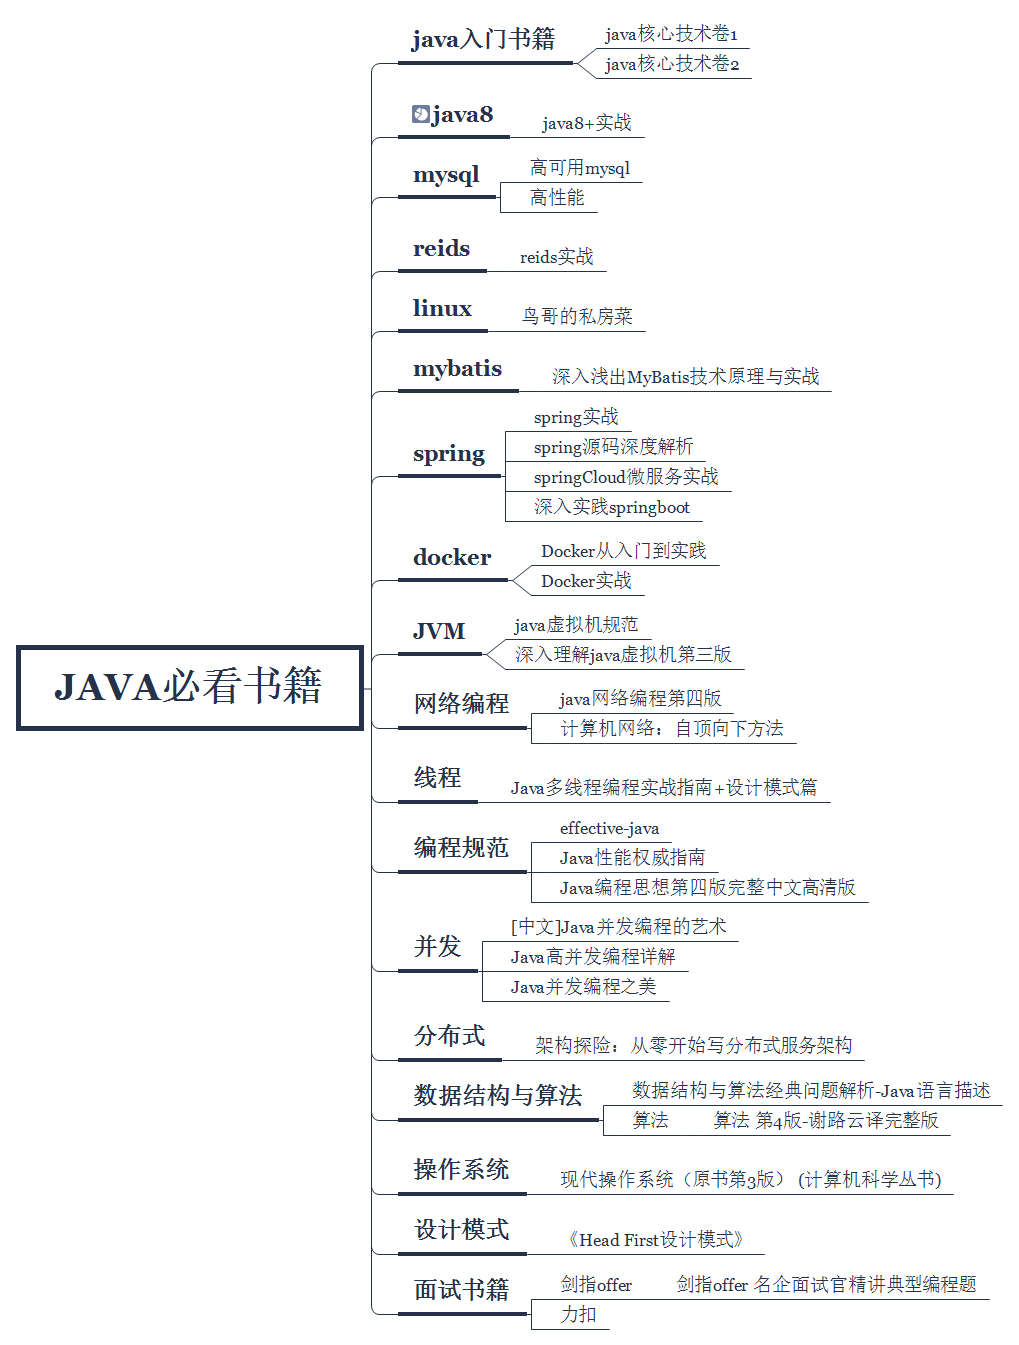 JAVA必看书籍
java入门书籍
java核心技术卷1
java核心技术卷2
java8
java8+实战
mysql
高可用mysql
高性能
reids
reids实战
linux
鸟哥的私房菜
mybatis
深入浅出MyBatis技术原理与实战
spring
spring实战
spring源码深度解析
springCloud微服务实战
深入实践springboot
docker
Docker从入门到实践
Docker实战
JVM
java虚拟机规范
深入理解java虚拟机第三版
网络编程
java网络编程第四版
计算机网络：自顶向下方法
线程
Java多线程编程实战指南+设计模式篇
编程规范
effective-java
Java性能权威指南
Java编程思想第四版完整中文高清版
并发
[中文]Java并发编程的艺术
Java高并发编程详解
Java并发编程之美
分布式
架构探险：从零开始写分布式服务架构
数据结构与算法
数据结构与算法经典问题解析-Java语言描述
算法 算法 第4版-谢路云译完整版
操作系统
现代操作系统（原书第3版） (计算机科学丛书)
设计模式
《Head First设计模式》
面试书籍
剑指offer 剑指offer 名企面试官精讲典型编程题
力扣